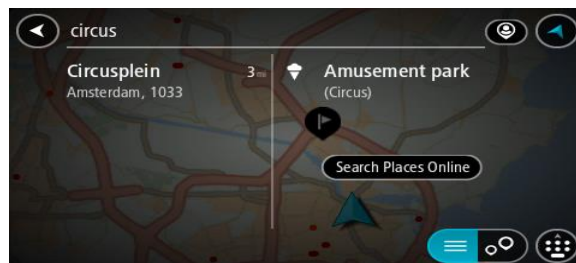 circus
Circusplein
3 mi
Amsterdam, 1033
Amusement park
(Circus)
Search Places Online